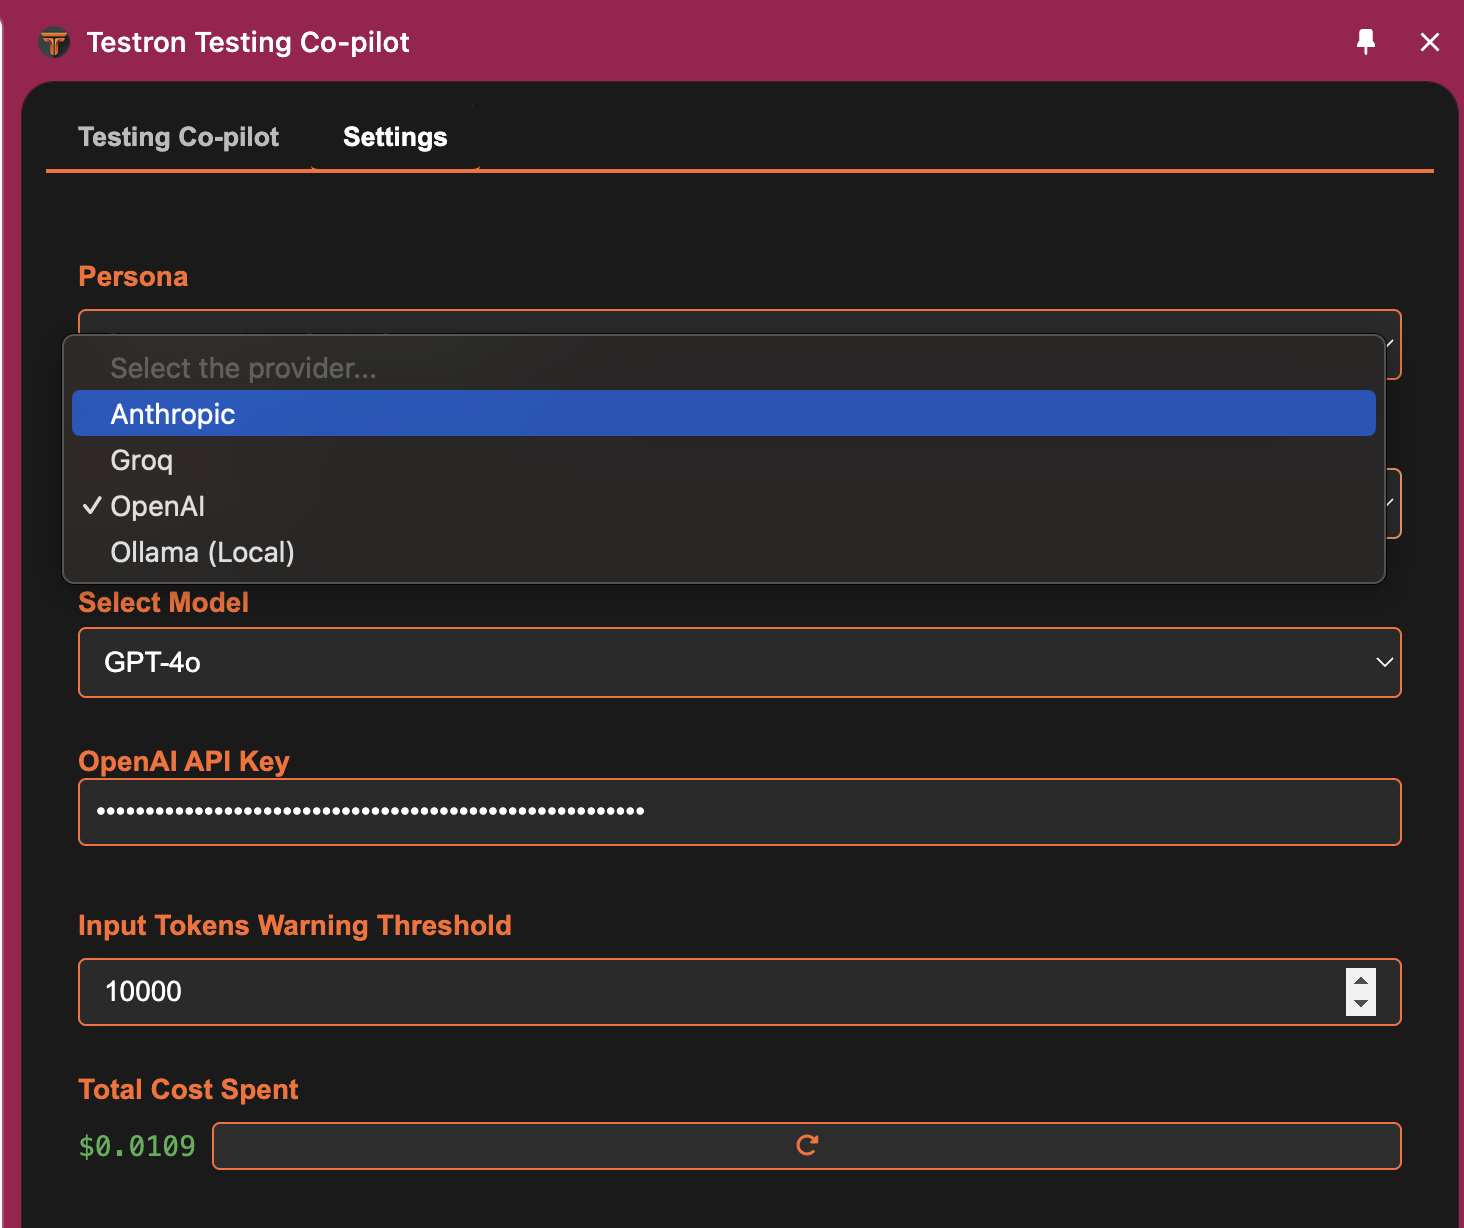 Testron Testing Co-pilot
Testing Co-pilot
Settings
Persona
Select the provider...
Anthropic
Groq
✓ OpenAI
Ollama (Local)
Select Model
GPT-4o
OpenAI API Key
Input Tokens Warning Threshold
10000
Total Cost Spent
$0.0109